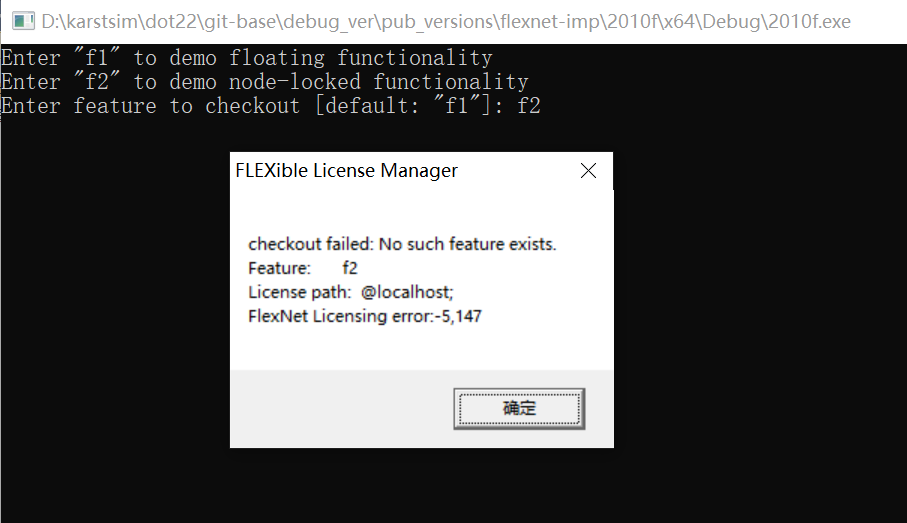 D:\karstsim\dot22\git-base\debug_ver\pub_versions\flexnet-imp\2010f\x64\Debug\2010f.exe
Enter "f1" to demo floating functionality
Enter "f2" to demo node-locked functionality
Enter feature to checkout [default: "f1"]: f2
FLEXible License Manager
checkout failed: No such feature exists.
Feature: f2
License path: @localhost;
FlexNet Licensing error:-5,147
确定